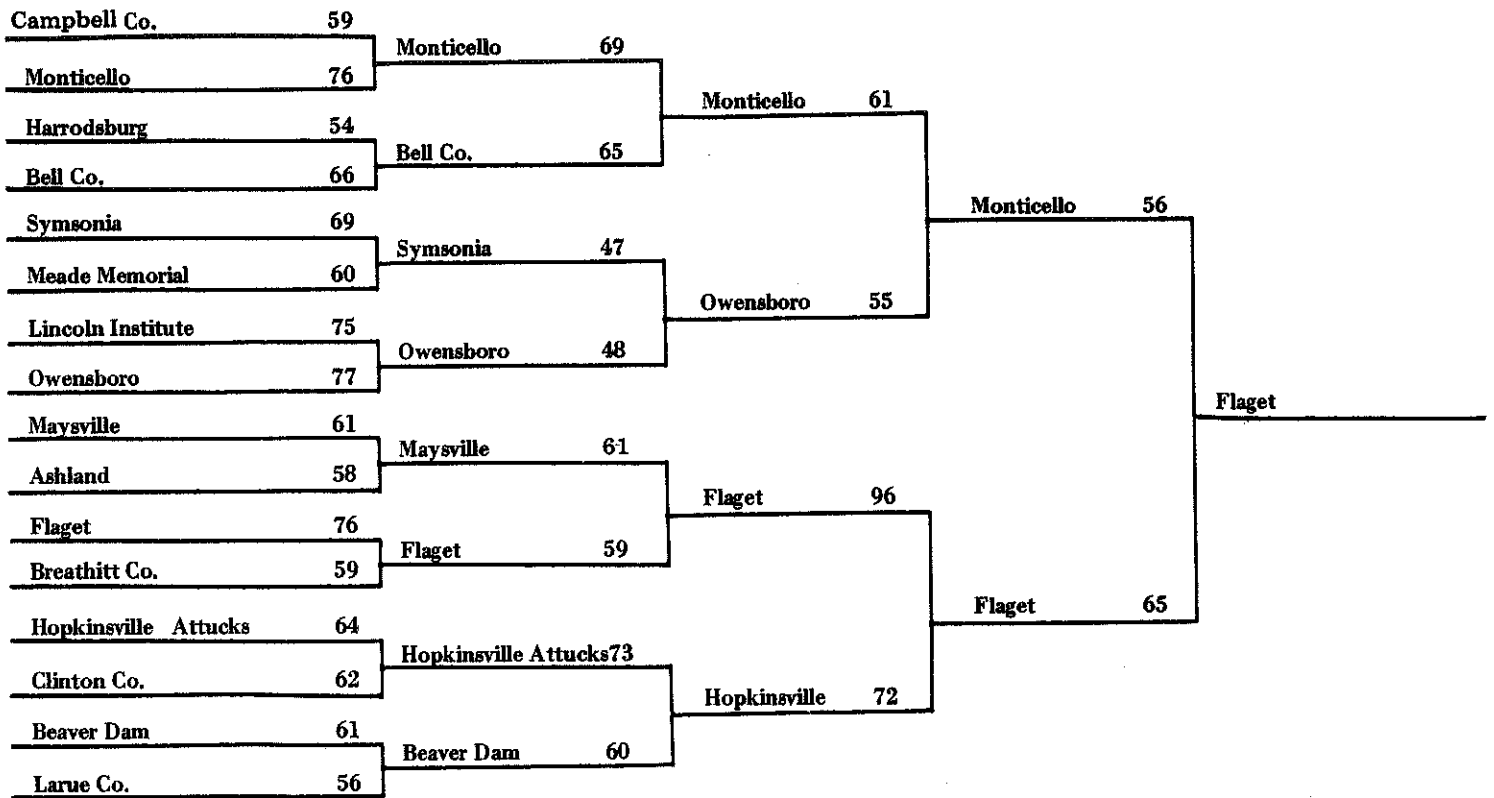 Campbell Co. 59
Monticello 76
Harrodsburg 54
Bell Co. 66
Symsonia 69
Meade Memorial 60
Lincoln Institute 75
Owensboro 77
Maysville 61
Ashland 58
Flaget 76
Breathitt Co. 59
Hopkinsville Attucks 64
Clinton Co. 62
Beaver Dam 61
Larue Co. 56
Monticello 69
Bell Co. 65
Symsonia 47
Owensboro 48
Maysville 61
Flaget 59
Hopkinsville Attucks73
Beaver Dam 60
Monticello 61
Owensboro 55
Flaget 96
Hopkinsville 72
Monticello 56
Flaget 65
Flaget